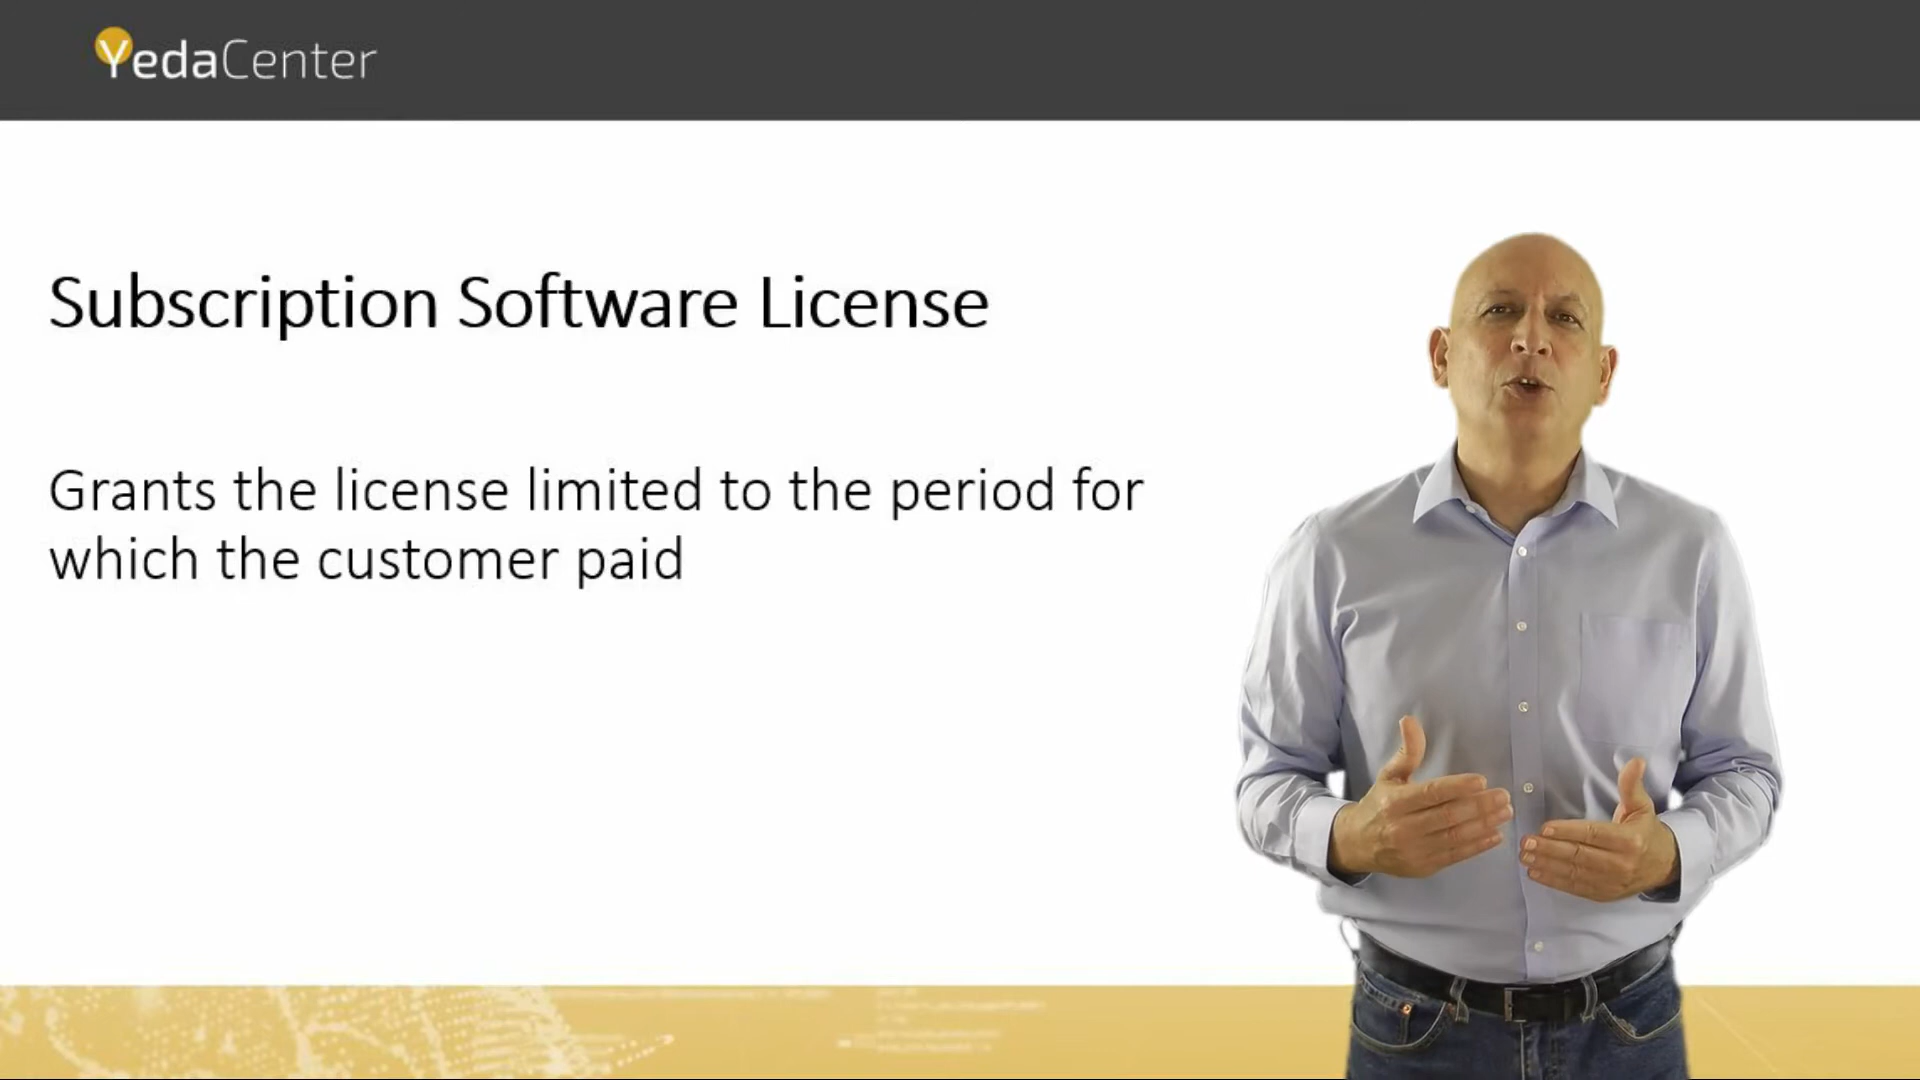 YedaCenter
Subscription Software License
Grants the license limited to the period for
which the customer paid